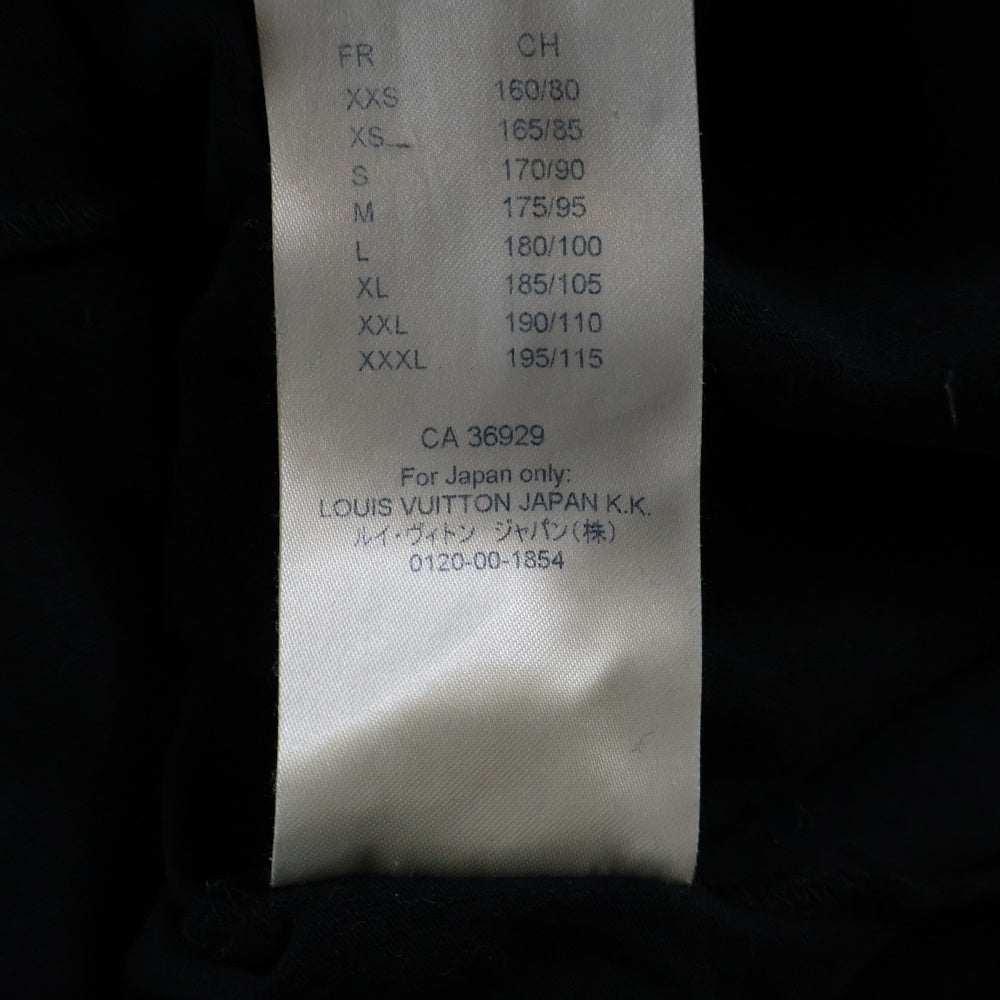 FR CH
XXS 160/80
XS 165/85
S 170/90
M 175/95
L 180/100
XL 185/105
XXL 190/110
XXXL 195/115
CA 36929
For Japan only:
LOUIS VUITTON JAPAN K.K.
ルイ・ヴィトン ジャパン(株)
0120-00-1854